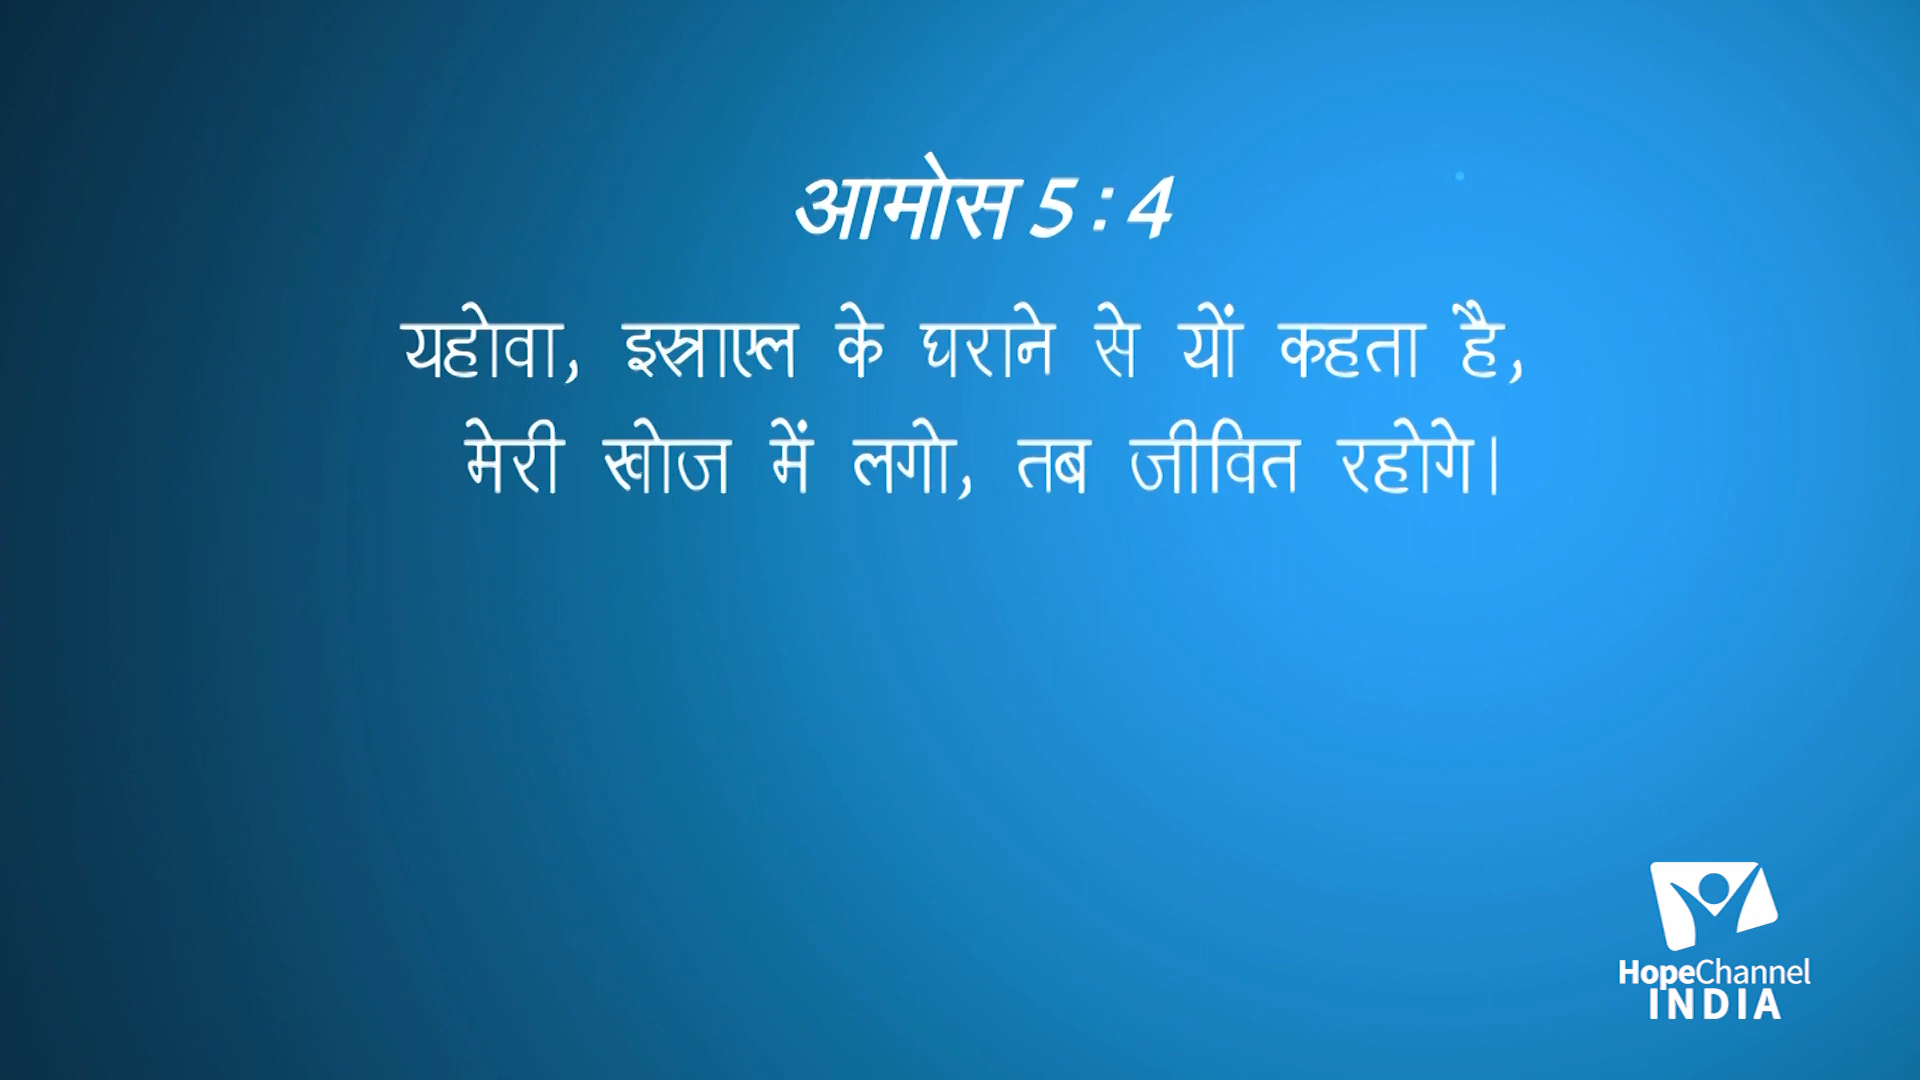 आमोस 5 : 4
यहोवा, इस्राएल के घराने से यों कहता है,
मेरी खोज में लगो, तब जीवित रहोगे।
HopeChannel
INDIA